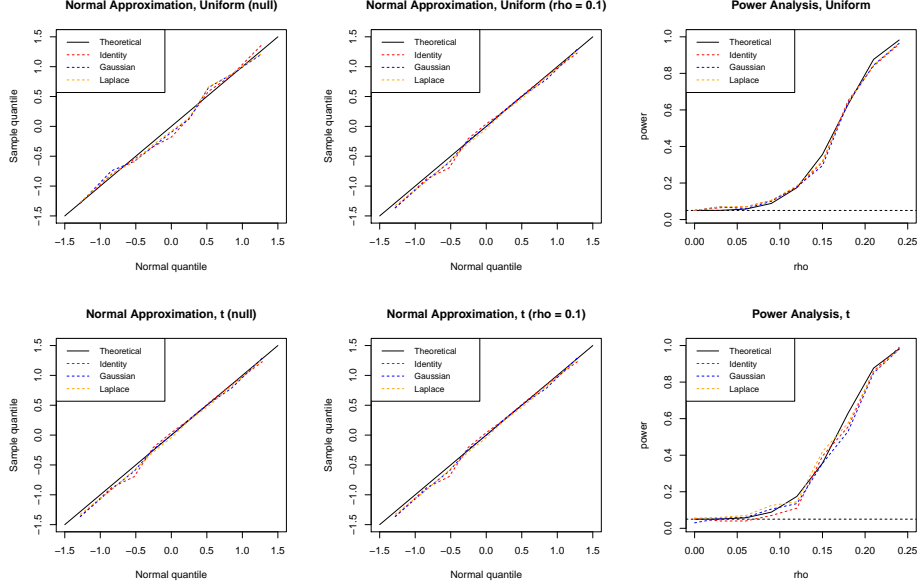 Normal Approximation, Uniform (null)
Theoretical
Identity
Gaussian
Laplace
Sample quantile
1.5
1.0
0.5
0.0
−0.5
−1.0
−1.5
−1.5 −1.0 −0.5 0.0 0.5 1.0 1.5
Normal quantile
Normal Approximation, Uniform (rho = 0.1)
Theoretical
Identity
Gaussian
Laplace
Sample quantile
1.5
1.0
0.5
0.0
−0.5
−1.0
−1.5
−1.5 −1.0 −0.5 0.0 0.5 1.0 1.5
Normal quantile
Power Analysis, Uniform
Theoretical
Identity
Gaussian
Laplace
power
1.0
0.8
0.6
0.4
0.2
0.0
0.00 0.05 0.10 0.15 0.20 0.25
rho
Normal Approximation, t (null)
Theoretical
Identity
Gaussian
Laplace
Sample quantile
1.5
1.0
0.5
0.0
−0.5
−1.0
−1.5
−1.5 −1.0 −0.5 0.0 0.5 1.0 1.5
Normal quantile
Normal Approximation, t (rho = 0.1)
Theoretical
Identity
Gaussian
Laplace
Sample quantile
1.5
1.0
0.5
0.0
−0.5
−1.0
−1.5
−1.5 −1.0 −0.5 0.0 0.5 1.0 1.5
Normal quantile
Power Analysis, t
Theoretical
Identity
Gaussian
Laplace
power
1.0
0.8
0.6
0.4
0.2
0.0
0.00 0.05 0.10 0.15 0.20 0.25
rho